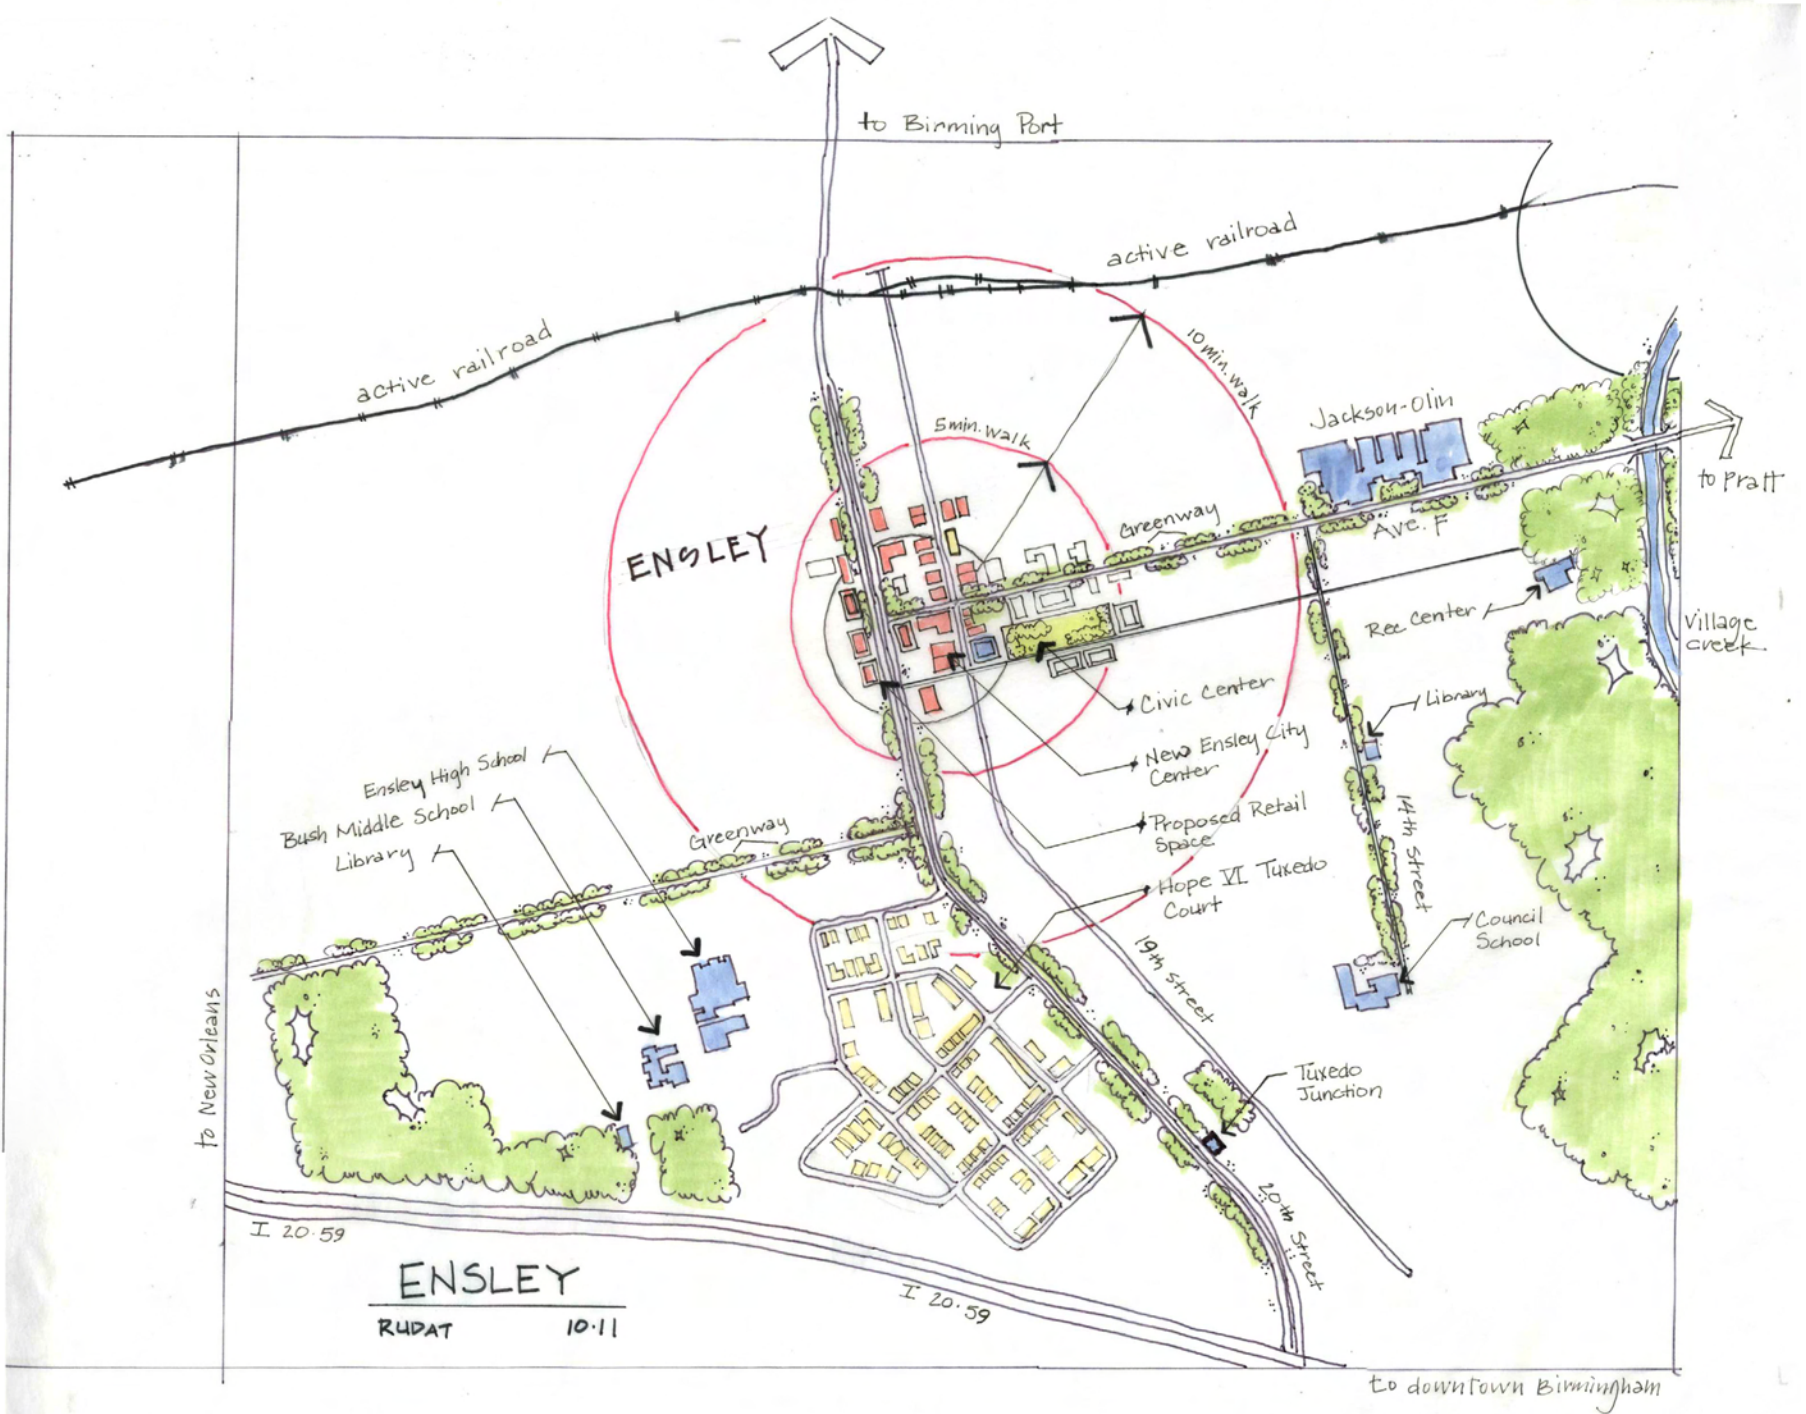 to Birming Port
active railroad
active railroad
10 min. walk
5 min. walk
Jackson-Olin
to Pratt
Greenway
Ave. F
ENSLEY
Rec Center
Village
Creek
Civic Center
Library
New Ensley City
Center
Ensley High School
Bush Middle School
Library
Greenway
Proposed Retail
Space
14th Street
Hope VI Tuxedo
Court
Council
School
19th Street
to New Orleans
Tuxedo
Junction
20th Street
I 20·59
I 20·59
ENSLEY
RUDAT 10·11
to downtown Birmingham